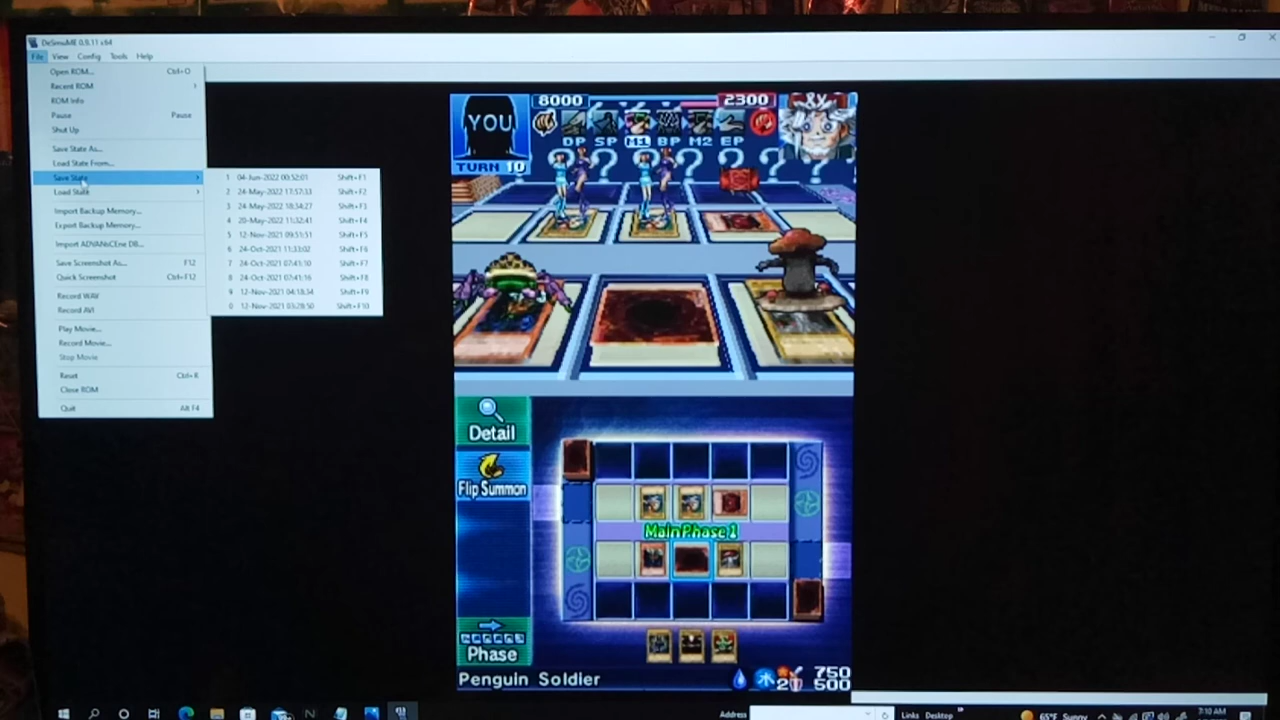 DeSmuME 0.9.11 x64
File View Config Tools Help
Open ROM... Ctrl+O
Recent ROM
ROM Info
Pause Pause
Shut Up
Save State As...
Load State From...
Save State
Load State
Import Backup Memory...
Export Backup Memory...
Import ADVANsCEne DB...
Save Screenshot As... F12
Quick Screenshot Ctrl+F12
Record WAV
Record AVI
Play Movie...
Record Movie...
Stop Movie
Reset Ctrl+R
Close ROM
Quit Alt F4
1 04-Jun-2022 00:52:01 Shift+F1
2 24-May-2022 17:57:33 Shift+F2
3 24-May-2022 18:34:27 Shift+F3
4 20-May-2022 11:32:41 Shift+F4
5 12-Nov-2021 09:51:51 Shift+F5
6 24-Oct-2021 11:33:02 Shift+F6
7 24-Oct-2021 07:43:10 Shift+F7
8 24-Oct-2021 07:41:16 Shift+F8
9 12-Nov-2021 04:18:34 Shift+F9
0 12-Nov-2021 03:28:50 Shift+F10
8000 2300
YOU
DP SP M1 BP M2 EP
TURN 10
Detail
Flip Summon
Main Phase 1
Phase
Penguin Soldier
水 2 750
500
Address Links Desktop
65°F Sunny
7:10 AM